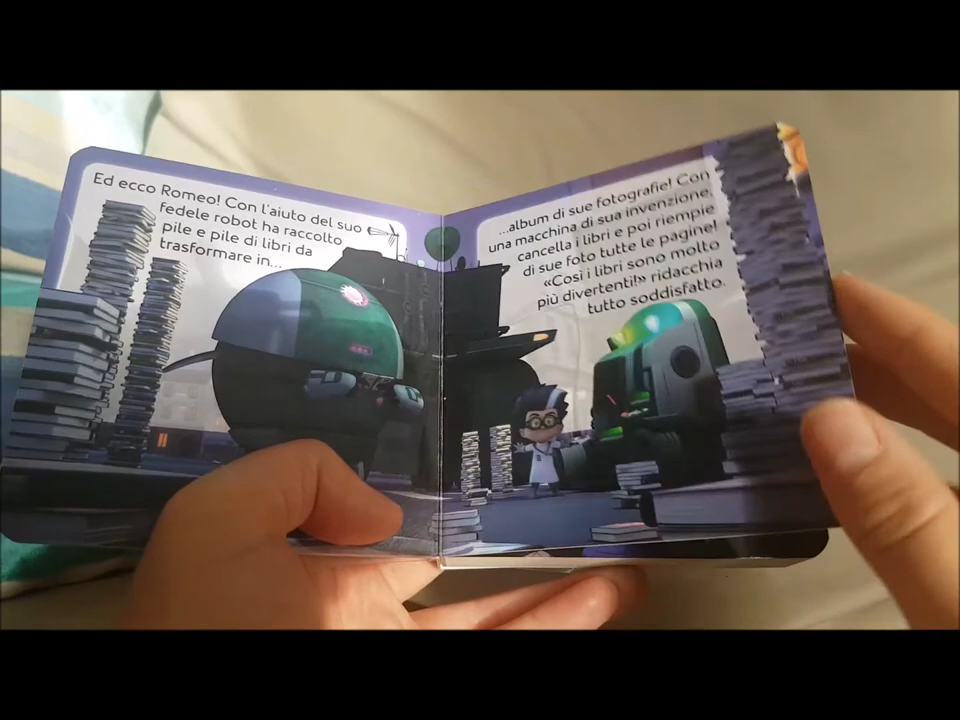 Ed ecco Romeo! Con l'aiuto del suo
fedele robot ha raccolto
pile e pile di libri da
trasformare in...
...album di sue fotografie! Con
una macchina di sua invenzione,
cancella i libri e poi riempie
di sue foto tutte le pagine!
«Così i libri sono molto
più divertenti!» ridacchia
tutto soddisfatto.